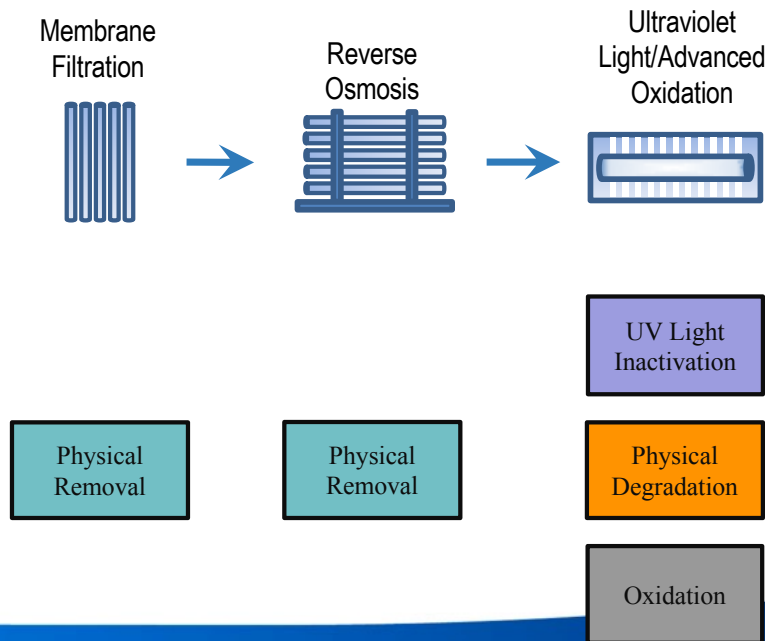 Membrane
Filtration
Reverse
Osmosis
Ultraviolet
Light/Advanced
Oxidation
UV Light
Inactivation
Physical
Removal
Physical
Removal
Physical
Degradation
Oxidation